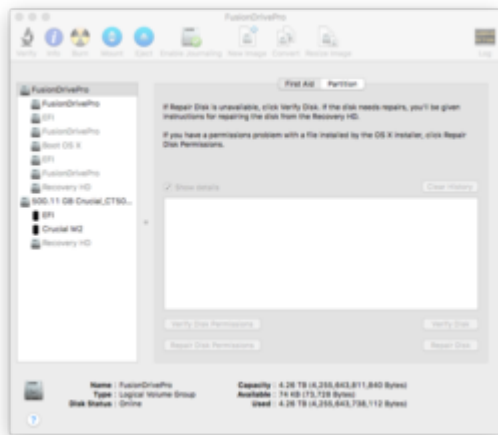 FusionDrivePro
Verify Info Burn Mount Eject Enable Journaling New Image Convert Resize Image Log
First Aid Partition
FusionDrivePro
FusionDrivePro
EFI
FusionDrivePro
Boot OS X
EFI
FusionDrivePro
Recovery HD
500.11 GB Crucial_CT50...
EFI
Crucial M2
Recovery HD
If Repair Disk is unavailable, click Verify Disk. If the disk needs repairs, you'll be given
instructions for repairing the disk from the Recovery HD.
If you have a permissions problem with a file installed by the OS X installer, click Repair
Disk Permissions.
Show details
Clear History
Verify Disk Permissions
Verify Disk
Repair Disk Permissions
Repair Disk
Name : FusionDrivePro
Type : Logical Volume Group
Disk Status : Online
Capacity : 4.26 TB (4,255,643,811,840 Bytes)
Available : 74 KB (73,728 Bytes)
Used : 4.26 TB (4,255,643,738,112 Bytes)
?